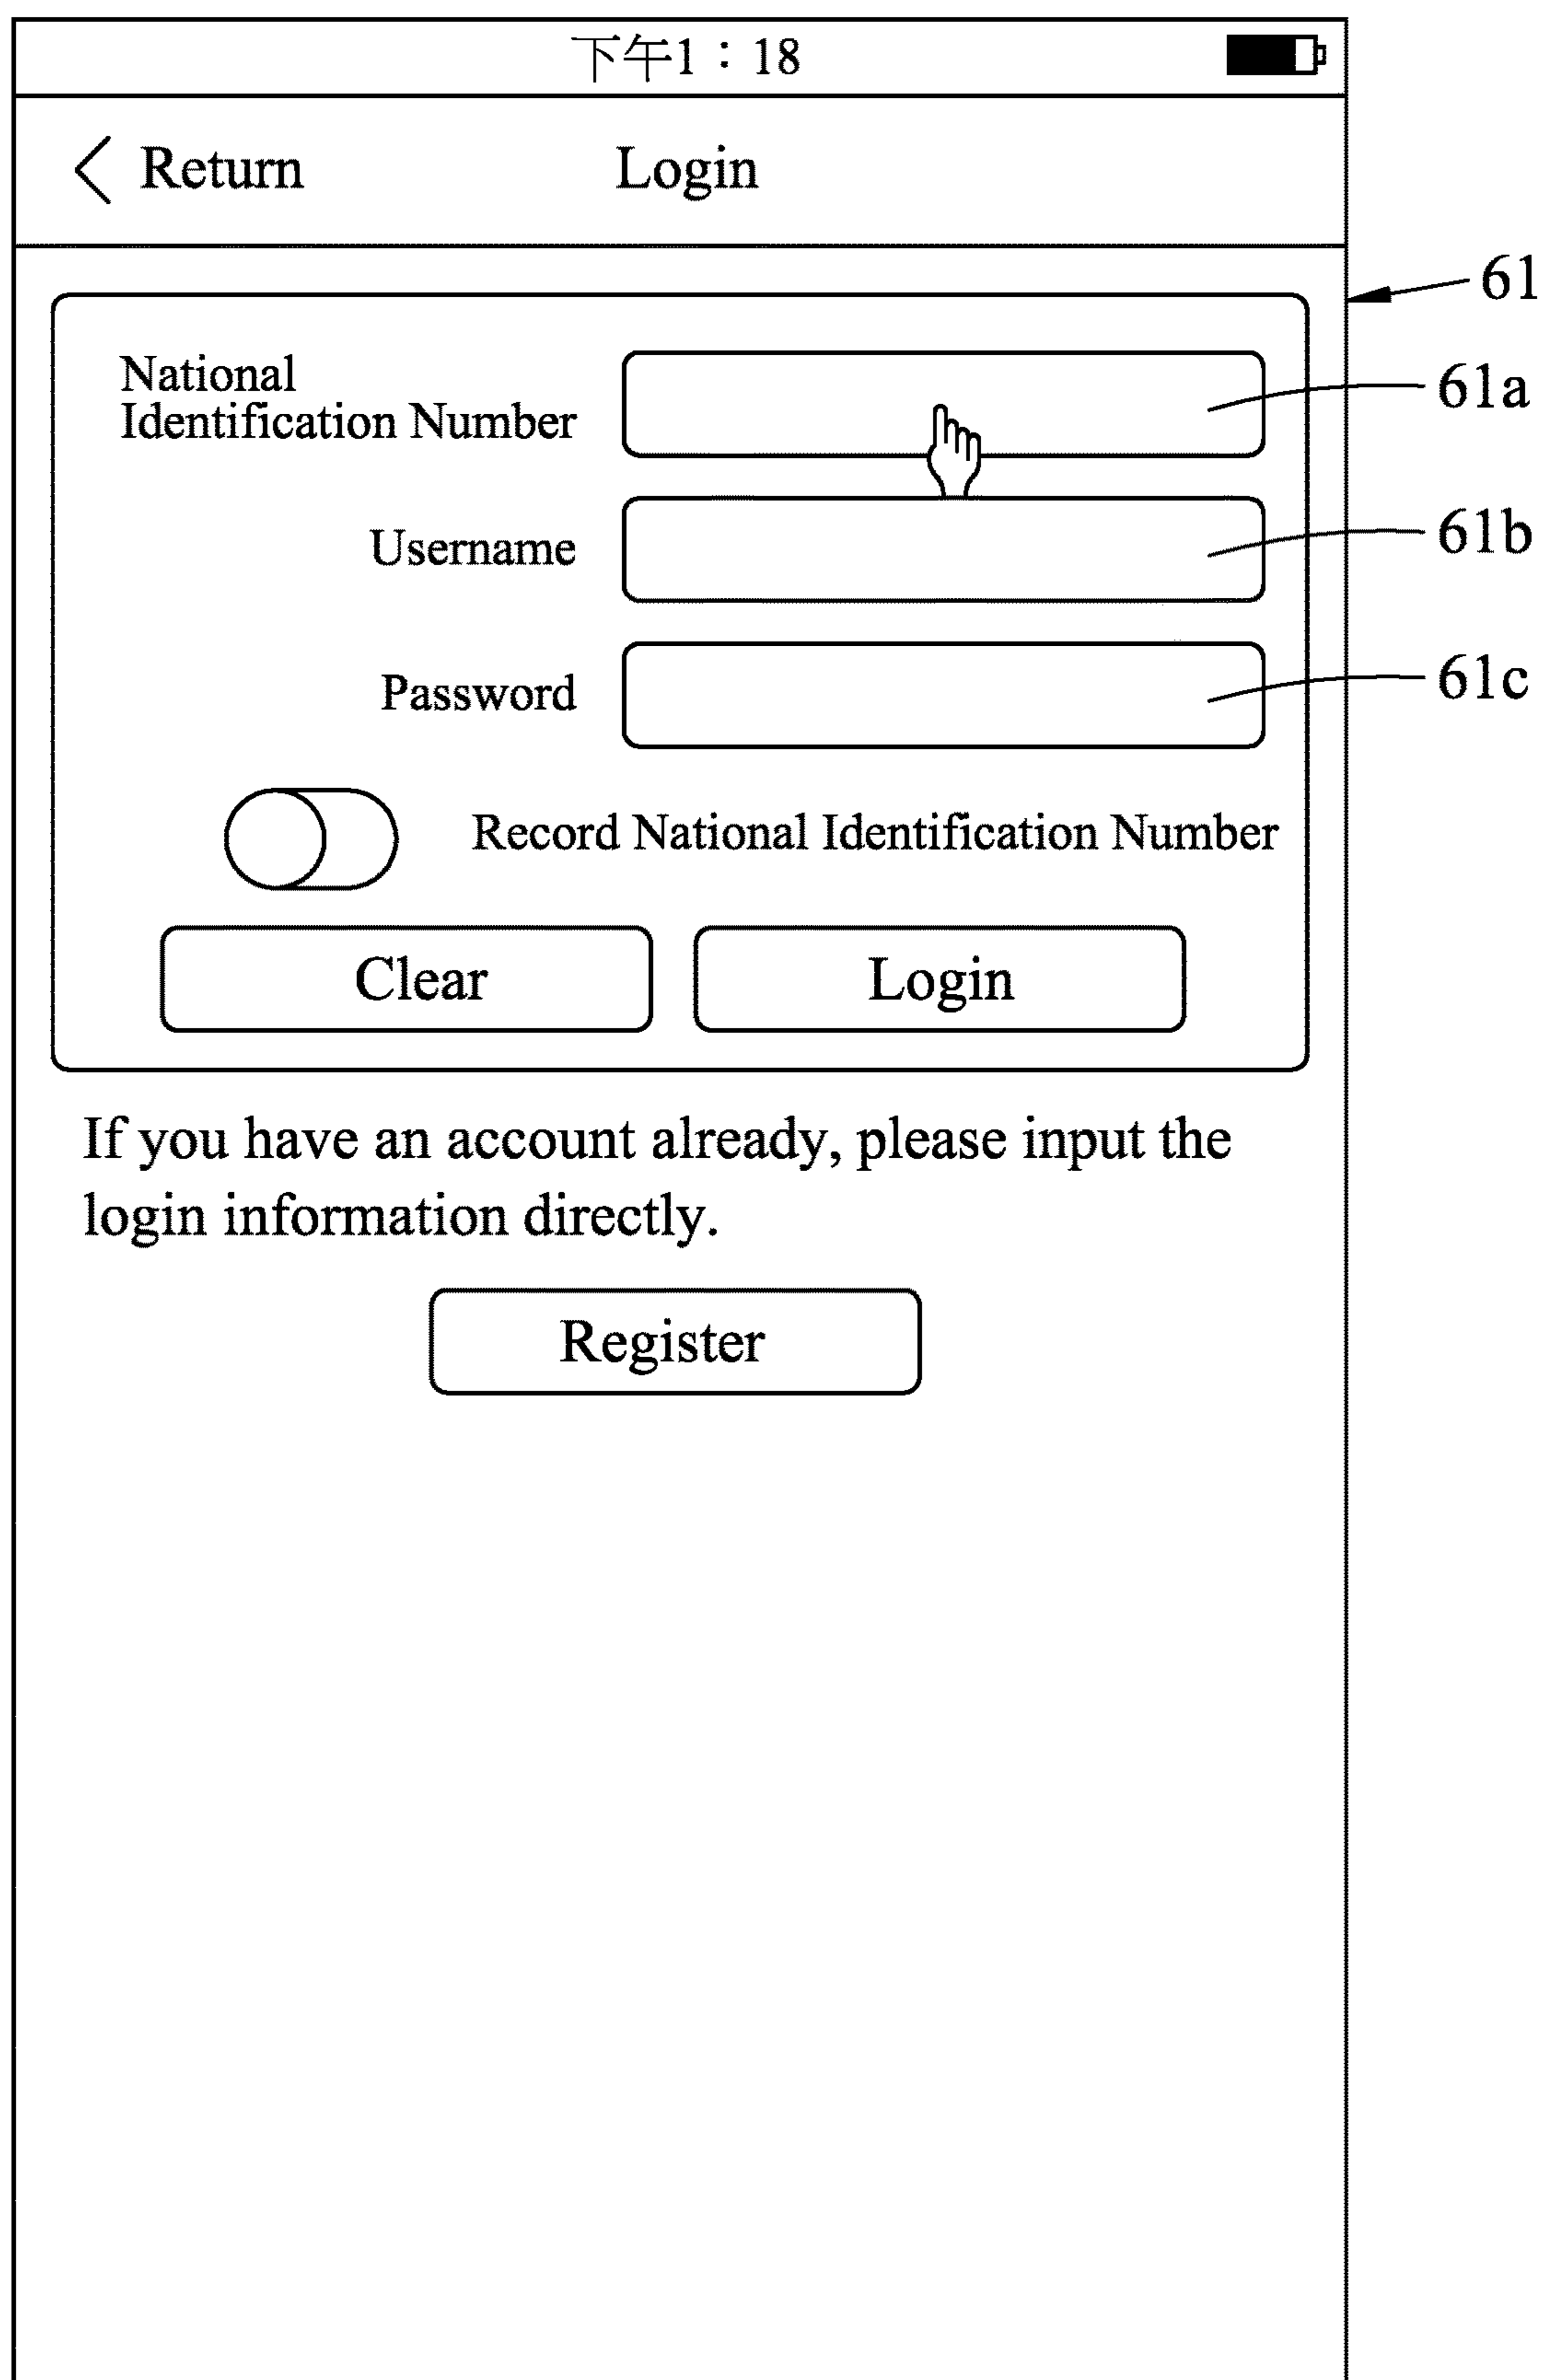 下午1：18
Return
Login
61
National
Identification Number
61a
Username
61b
Password
61c
Record National Identification Number
Clear
Login
If you have an account already, please input the
login information directly.
Register